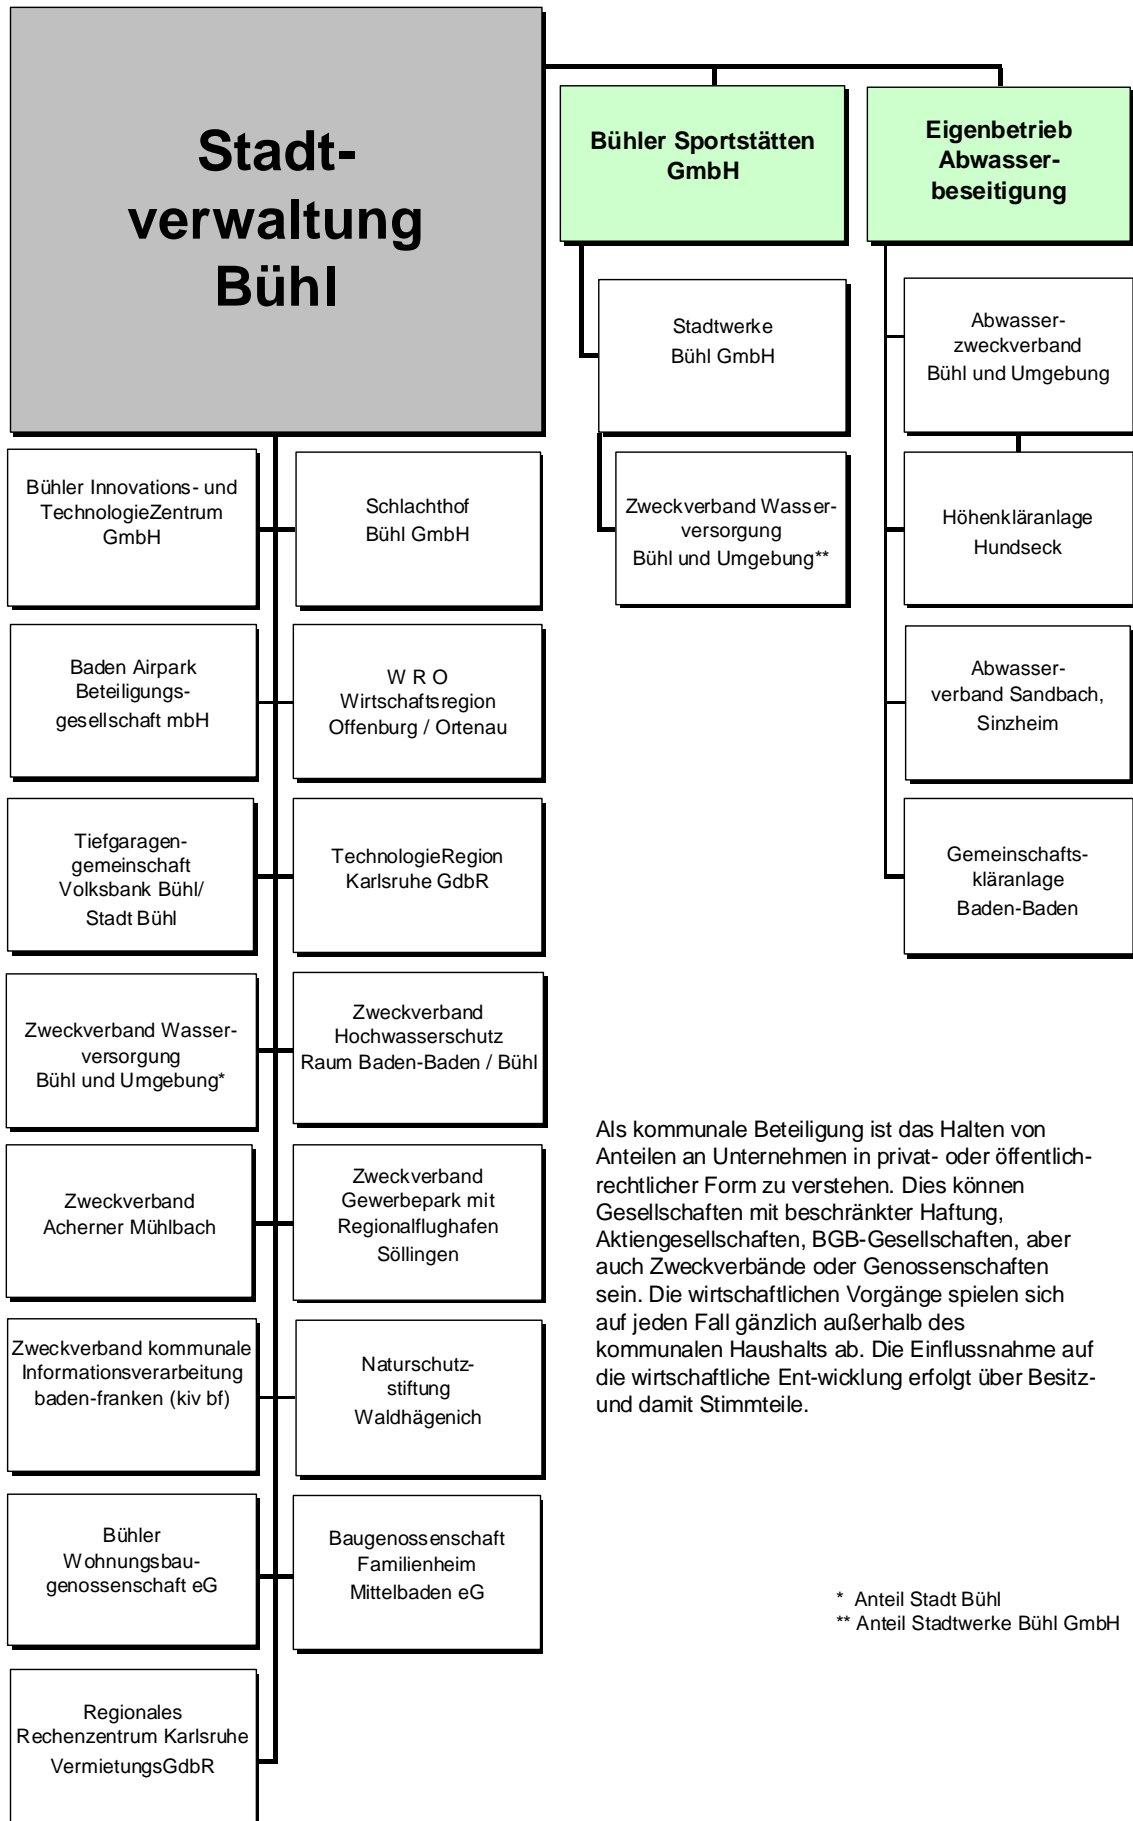 Stadt-
verwaltung
Bühl
Bühler Sportstätten
GmbH
Eigenbetrieb
Abwasser-
beseitigung
Stadtwerke
Bühl GmbH
Abwasser-
zweckverband
Bühl und Umgebung
Bühler Innovations- und
TechnologieZentrum
GmbH
Schlachthof
Bühl GmbH
Zweckverband Wasser-
versorgung
Bühl und Umgebung**
Höhenkläranlage
Hundseck
Baden Airpark
Beteiligungs-
gesellschaft mbH
W R O
Wirtschaftsregion
Offenburg / Ortenau
Abwasser-
verband Sandbach,
Sinzheim
Tiefgaragen-
gemeinschaft
Volksbank Bühl/
Stadt Bühl
TechnologieRegion
Karlsruhe GdbR
Gemeinschafts-
kläranlage
Baden-Baden
Zweckverband Wasser-
versorgung
Bühl und Umgebung*
Zweckverband
Hochwasserschutz
Raum Baden-Baden / Bühl
Zweckverband
Acherner Mühlbach
Zweckverband
Gewerbepark mit
Regionalflughafen
Söllingen
Als kommunale Beteiligung ist das Halten von
Anteilen an Unternehmen in privat- oder öffentlich-
rechtlicher Form zu verstehen. Dies können
Gesellschaften mit beschränkter Haftung,
Aktiengesellschaften, BGB-Gesellschaften, aber
auch Zweckverbände oder Genossenschaften
sein. Die wirtschaftlichen Vorgänge spielen sich
auf jeden Fall gänzlich außerhalb des
kommunalen Haushalts ab. Die Einflussnahme auf
die wirtschaftliche Ent-wicklung erfolgt über Besitz-
und damit Stimmteile.
Zweckverband kommunale
Informationsverarbeitung
baden-franken (kiv bf)
Naturschutz-
stiftung
Waldhägenich
Bühler
Wohnungsbau-
genossenschaft eG
Baugenossenschaft
Familienheim
Mittelbaden eG
* Anteil Stadt Bühl
** Anteil Stadtwerke Bühl GmbH
Regionales
Rechenzentrum Karlsruhe
VermietungsGdbR